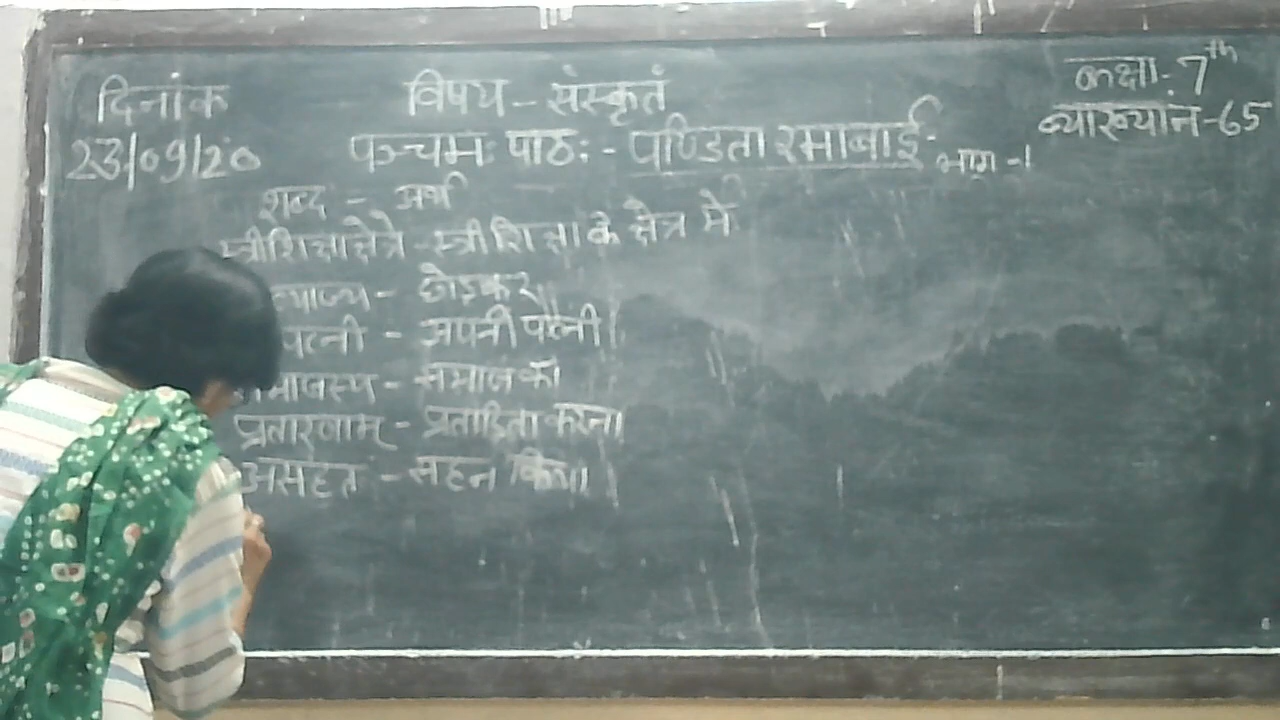 दिनांक विषय - संस्कृतं कक्षा. 7th
23/09/20 पञ्चमः पाठः - पण्डिता रमाबाई - भाग -1 व्याख्यान-65
शब्द - अर्थ
स्त्रीशिक्षाक्षेत्रे - स्त्री शिक्षा के क्षेत्र में
- छोड़कर।
पत्नी - अपनी पत्नी।
- समाज की
प्रतारणाम् - प्रताड़िता करना।
असहत - सहन किया।